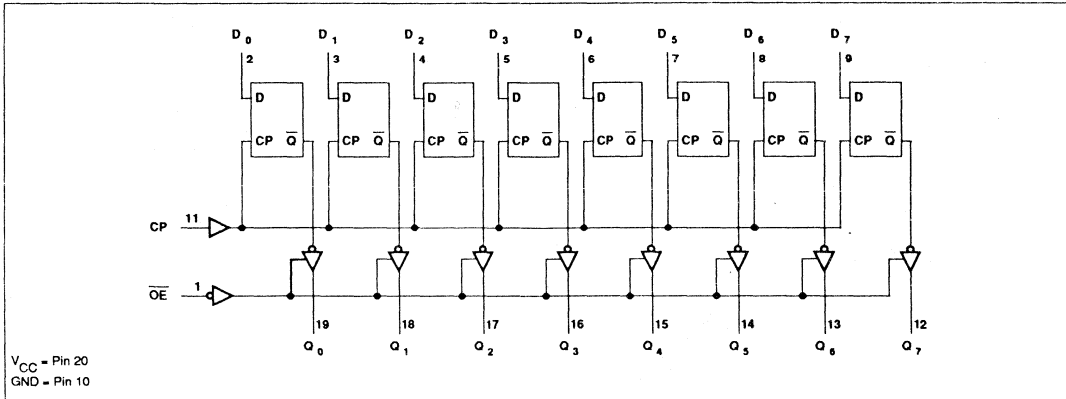 D0 D1 D2 D3 D4 D5 D6 D7
2 3 4 5 6 7 8 9
D D D D D D D D
CP Q̅ CP Q̅ CP Q̅ CP Q̅ CP Q̅ CP Q̅ CP Q̅ CP Q̅
CP 11
O̅E̅ 1
19 18 17 16 15 14 13 12
Q0 Q1 Q2 Q3 Q4 Q5 Q6 Q7
VCC = Pin 20
GND = Pin 10